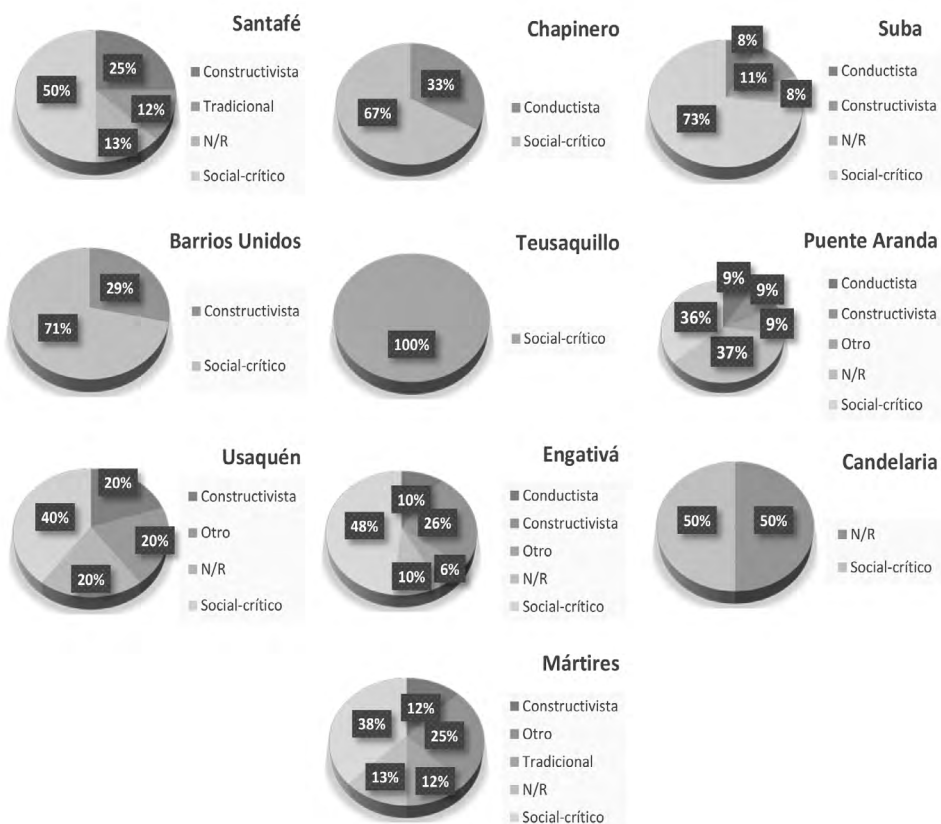 Santafé
50%
25%
12%
13%
Constructivista
Tradicional
N/R
Social-crítico
Chapinero
33%
67%
Conductista
Social-crítico
Suba
8%
11%
8%
73%
Conductista
Constructivista
N/R
Social-crítico
Barrios Unidos
29%
71%
Constructivista
Social-crítico
Teusaquillo
100%
Social-crítico
Puente Aranda
9%
9%
9%
37%
36%
Conductista
Constructivista
Otro
N/R
Social-crítico
Usaquén
20%
20%
20%
40%
Constructivista
Otro
N/R
Social-crítico
Engativá
10%
26%
6%
10%
48%
Conductista
Constructivista
Otro
N/R
Social-crítico
Candelaria
50%
50%
N/R
Social-crítico
Mártires
12%
25%
12%
13%
38%
Constructivista
Otro
Tradicional
N/R
Social-crítico